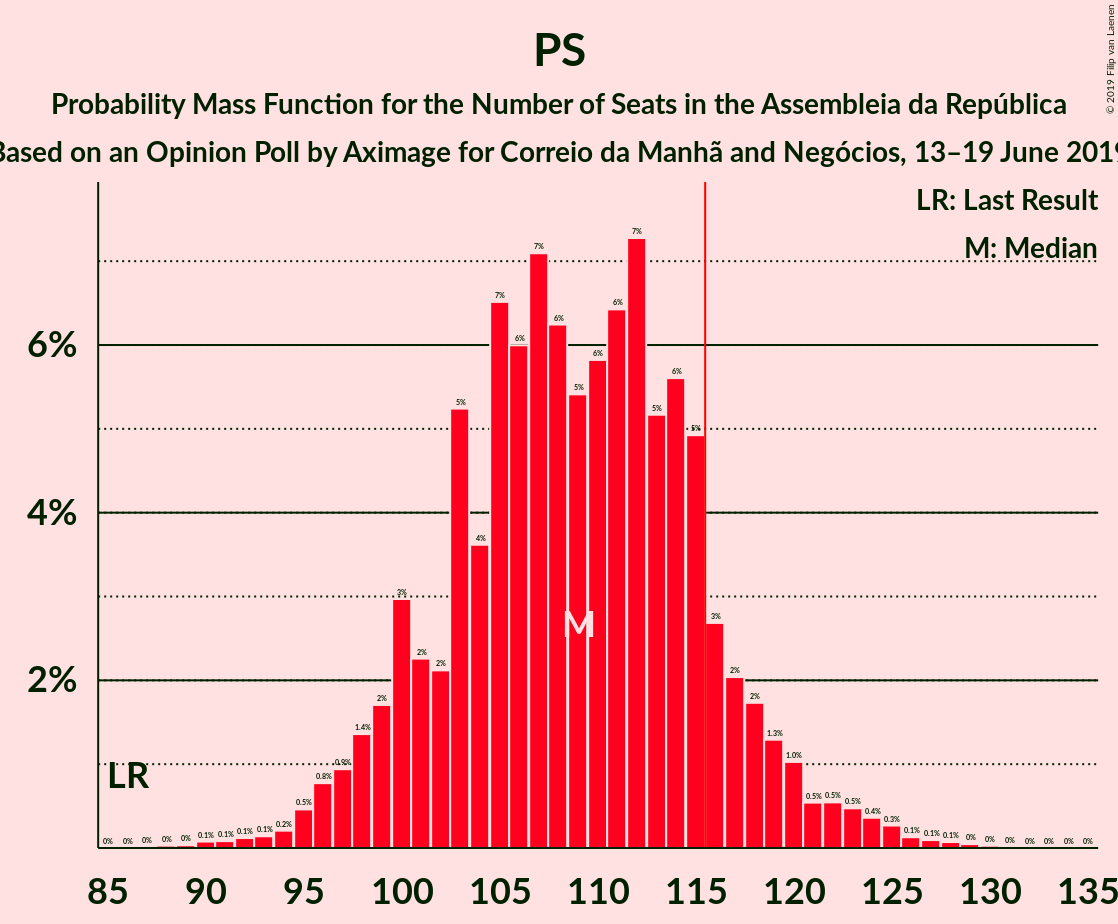 PS
Probability Mass Function for the Number of Seats in the Assembleia da República
Based on an Opinion Poll by Aximage for Correio da Manhã and Negócios, 13–19 June 2019
© 2019 Filip van Laenen
LR: Last Result
M: Median
6%
4%
2%
0% 0% 0% 0% 0% 0.1% 0.1% 0.1% 0.1% 0.2% 0.5% 0.8% 0.9% 1.4% 2% 3% 2% 2% 5% 4% 7% 6% 7% 6% 5% 6% 6% 7% 5% 6% 5% 3% 2% 2% 1.3% 1.0% 0.5% 0.5% 0.5% 0.4% 0.3% 0.1% 0.1% 0.1% 0% 0% 0% 0% 0% 0% 0%
M
LR
85 90 95 100 105 110 115 120 125 130 135